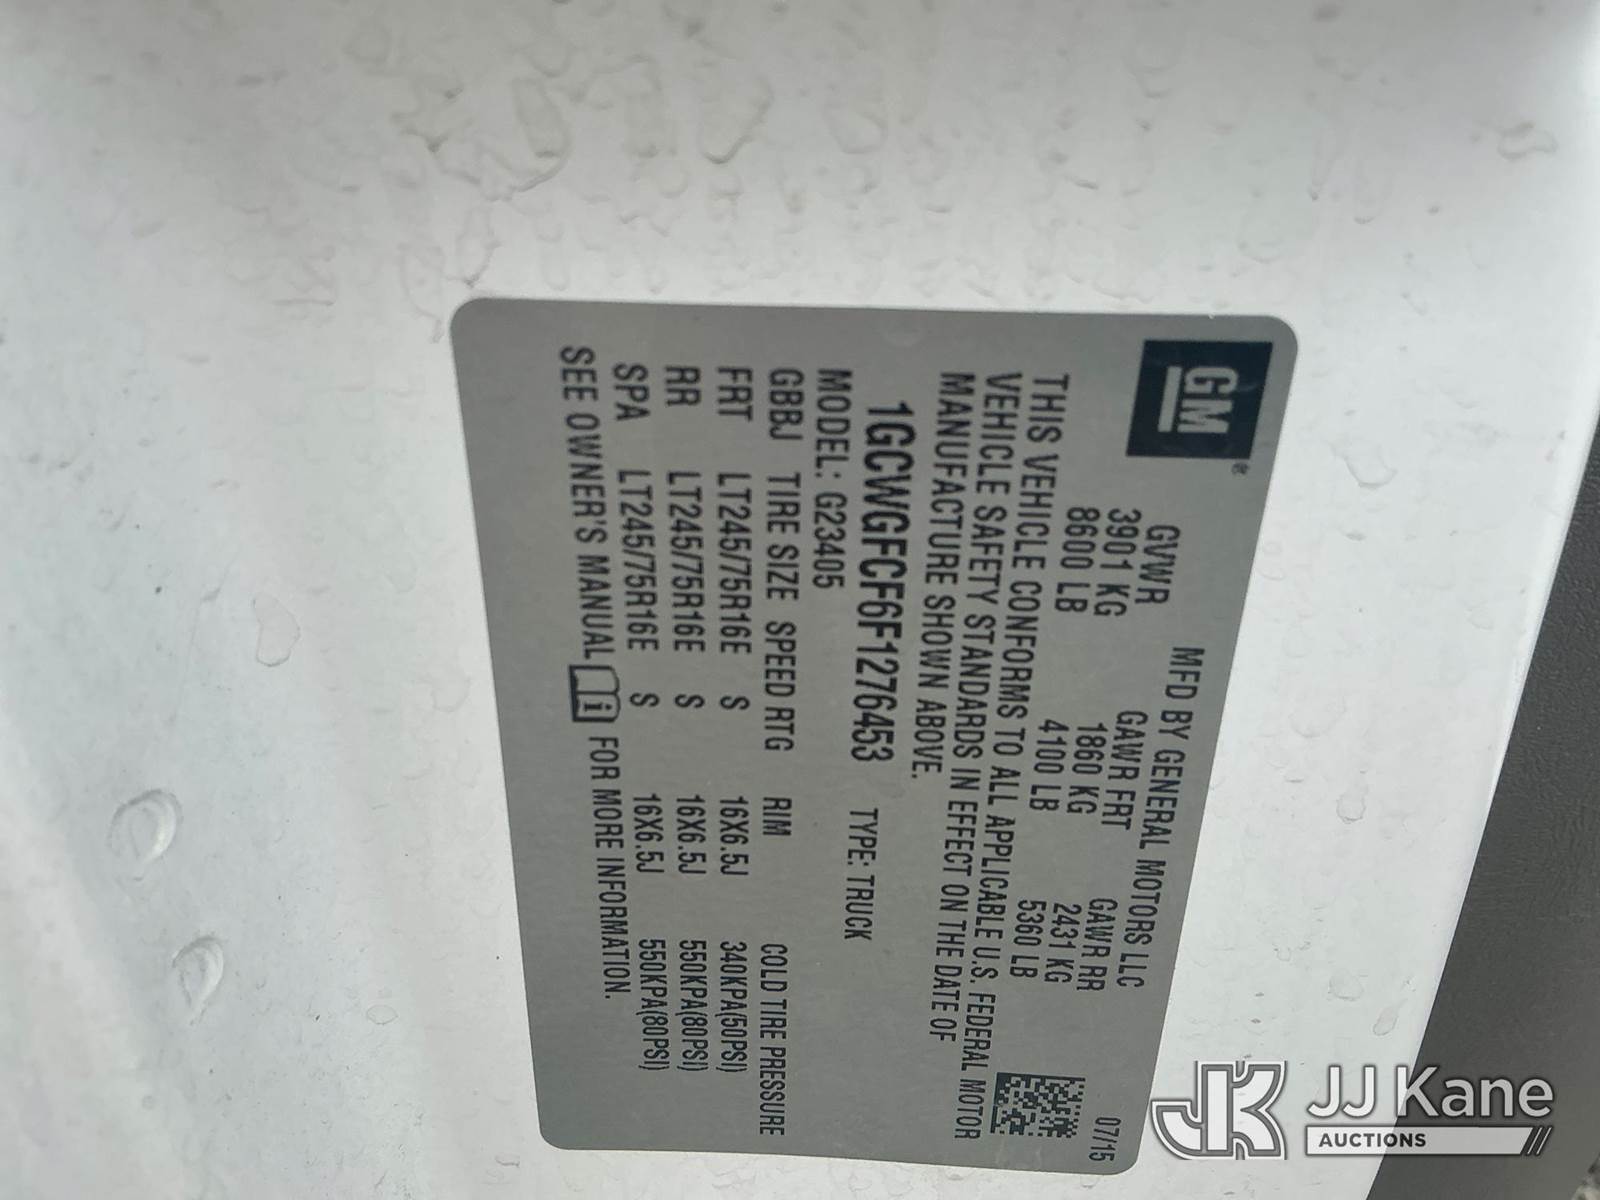 GM®
MFD BY GENERAL MOTORS LLC 07/15
GVWR GAWR FRT GAWR RR
3901 KG 1860 KG 2431 KG
8600 LB 4100 LB 5360 LB
THIS VEHICLE CONFORMS TO ALL APPLICABLE U.S. FEDERAL MOTOR
VEHICLE SAFETY STANDARDS IN EFFECT ON THE DATE OF
MANUFACTURE SHOWN ABOVE.
1GCWGFCF6F1276453 TYPE: TRUCK
MODEL: G23405
GBBJ TIRE SIZE SPEED RTG RIM COLD TIRE PRESSURE
FRT LT245/75R16E S 16X6.5J 340KPA(50PSI)
RR LT245/75R16E S 16X6.5J 550KPA(80PSI)
SPA LT245/75R16E S 16X6.5J 550KPA(80PSI)
SEE OWNER'S MANUAL i FOR MORE INFORMATION.
JK JJ Kane
AUCTIONS